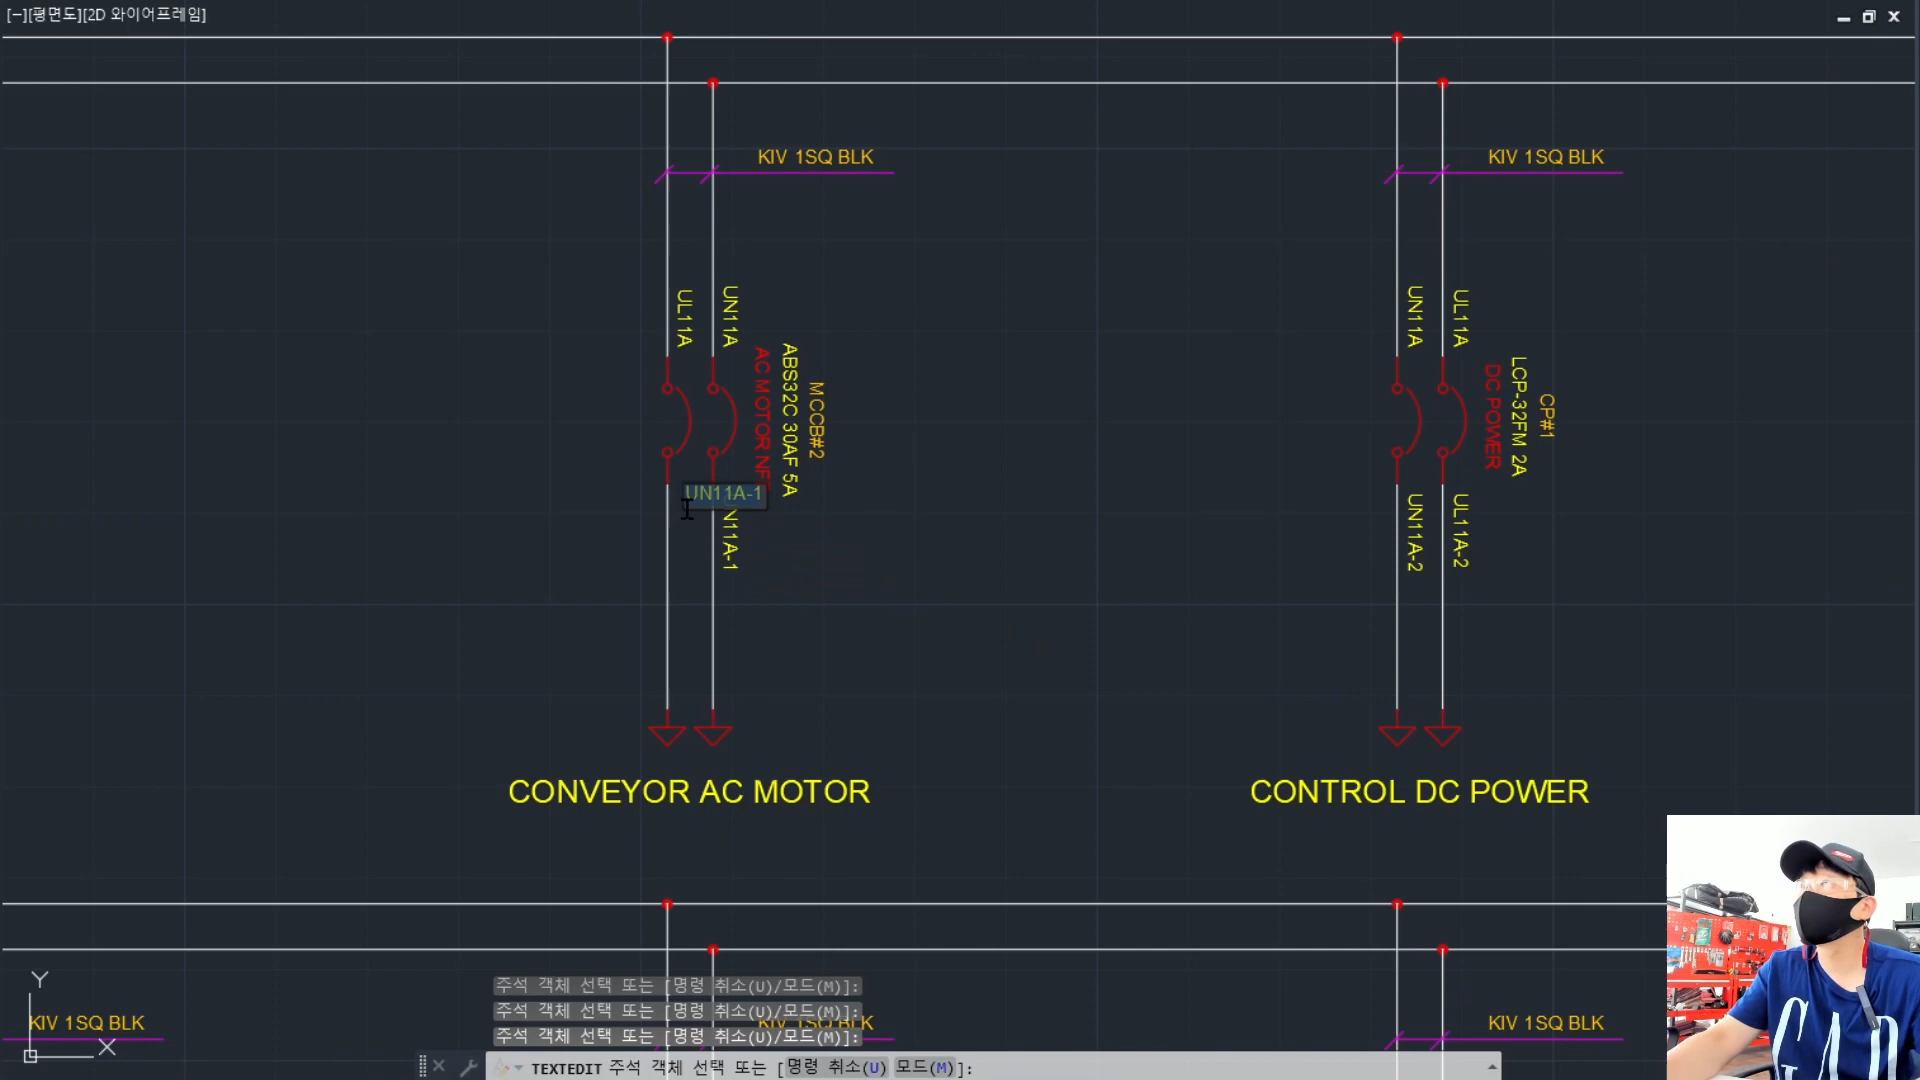 [−][평면도][2D 와이어프레임]
KIV 1SQ BLK
KIV 1SQ BLK
UL11A
UN11A
AC MOTOR NF
ABS32C 30AF 5A
MCCB#2
UN11A
UL11A
DC POWER
LCP-32FM 2A
CP#1
UN11A-1
N11A-1
UN11A-2
UL11A-2
CONVEYOR AC MOTOR
CONTROL DC POWER
Y
X
KIV 1SQ BLK
KIV 1SQ BLK
KIV 1SQ BLK
주석 객체 선택 또는 [명령 취소(U)/모드(M)]:
주석 객체 선택 또는 [명령 취소(U)/모드(M)]:
주석 객체 선택 또는 [명령 취소(U)/모드(M)]:
TEXTEDIT 주석 객체 선택 또는 [명령 취소(U) 모드(M)]:
GAP